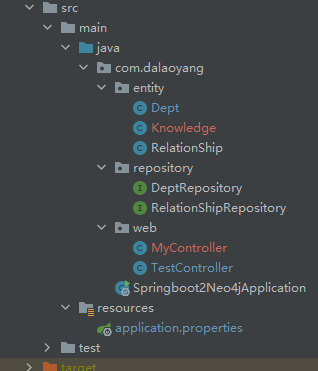 src
main
java
com.dalaoyang
entity
Dept
Knowledge
RelationShip
repository
DeptRepository
RelationShipRepository
web
MyController
TestController
Springboot2Neo4jApplication
resources
application.properties
test
target